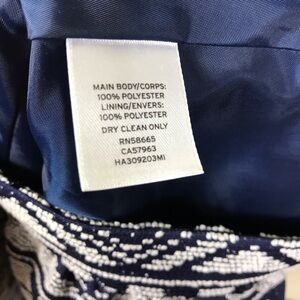 MAIN BODY/CORPS:
100% POLYESTER
LINING/ENVERS:
100% POLYESTER
DRY CLEAN ONLY
RN58665
CA57963
HA309203MI